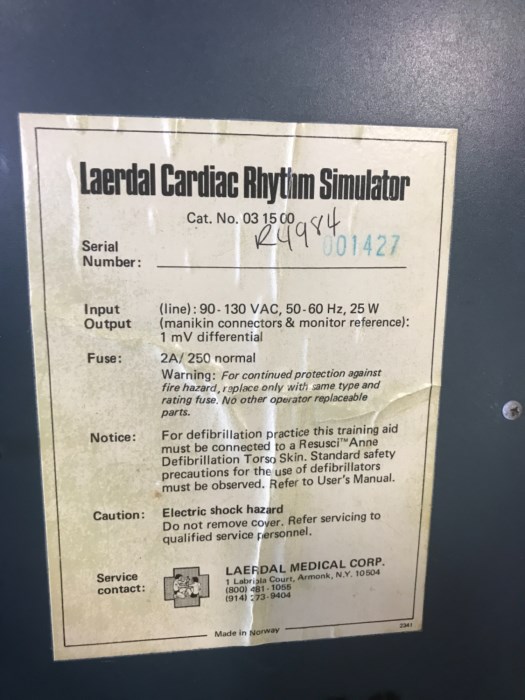 Laerdal Cardiac Rhythm Simulator
Cat. No. 03 15 00
R4984
Serial Number: 001427
Input (line): 90-130 VAC, 50-60 Hz, 25 W
Output (manikin connectors & monitor reference):
1 mV differential
Fuse: 2A/ 250 normal
Warning: For continued protection against
fire hazard, replace only with same type and
rating fuse. No other operator replaceable
parts.
Notice: For defibrillation practice this training aid
must be connected to a Resusci™ Anne
Defibrillation Torso Skin. Standard safety
precautions for the use of defibrillators
must be observed. Refer to User's Manual.
Caution: Electric shock hazard
Do not remove cover. Refer servicing to
qualified service personnel.
Service contact: LAERDAL MEDICAL CORP.
1 Labriola Court, Armonk, N.Y. 10504
(800) 431-1055
(914) 273-9404
Made in Norway